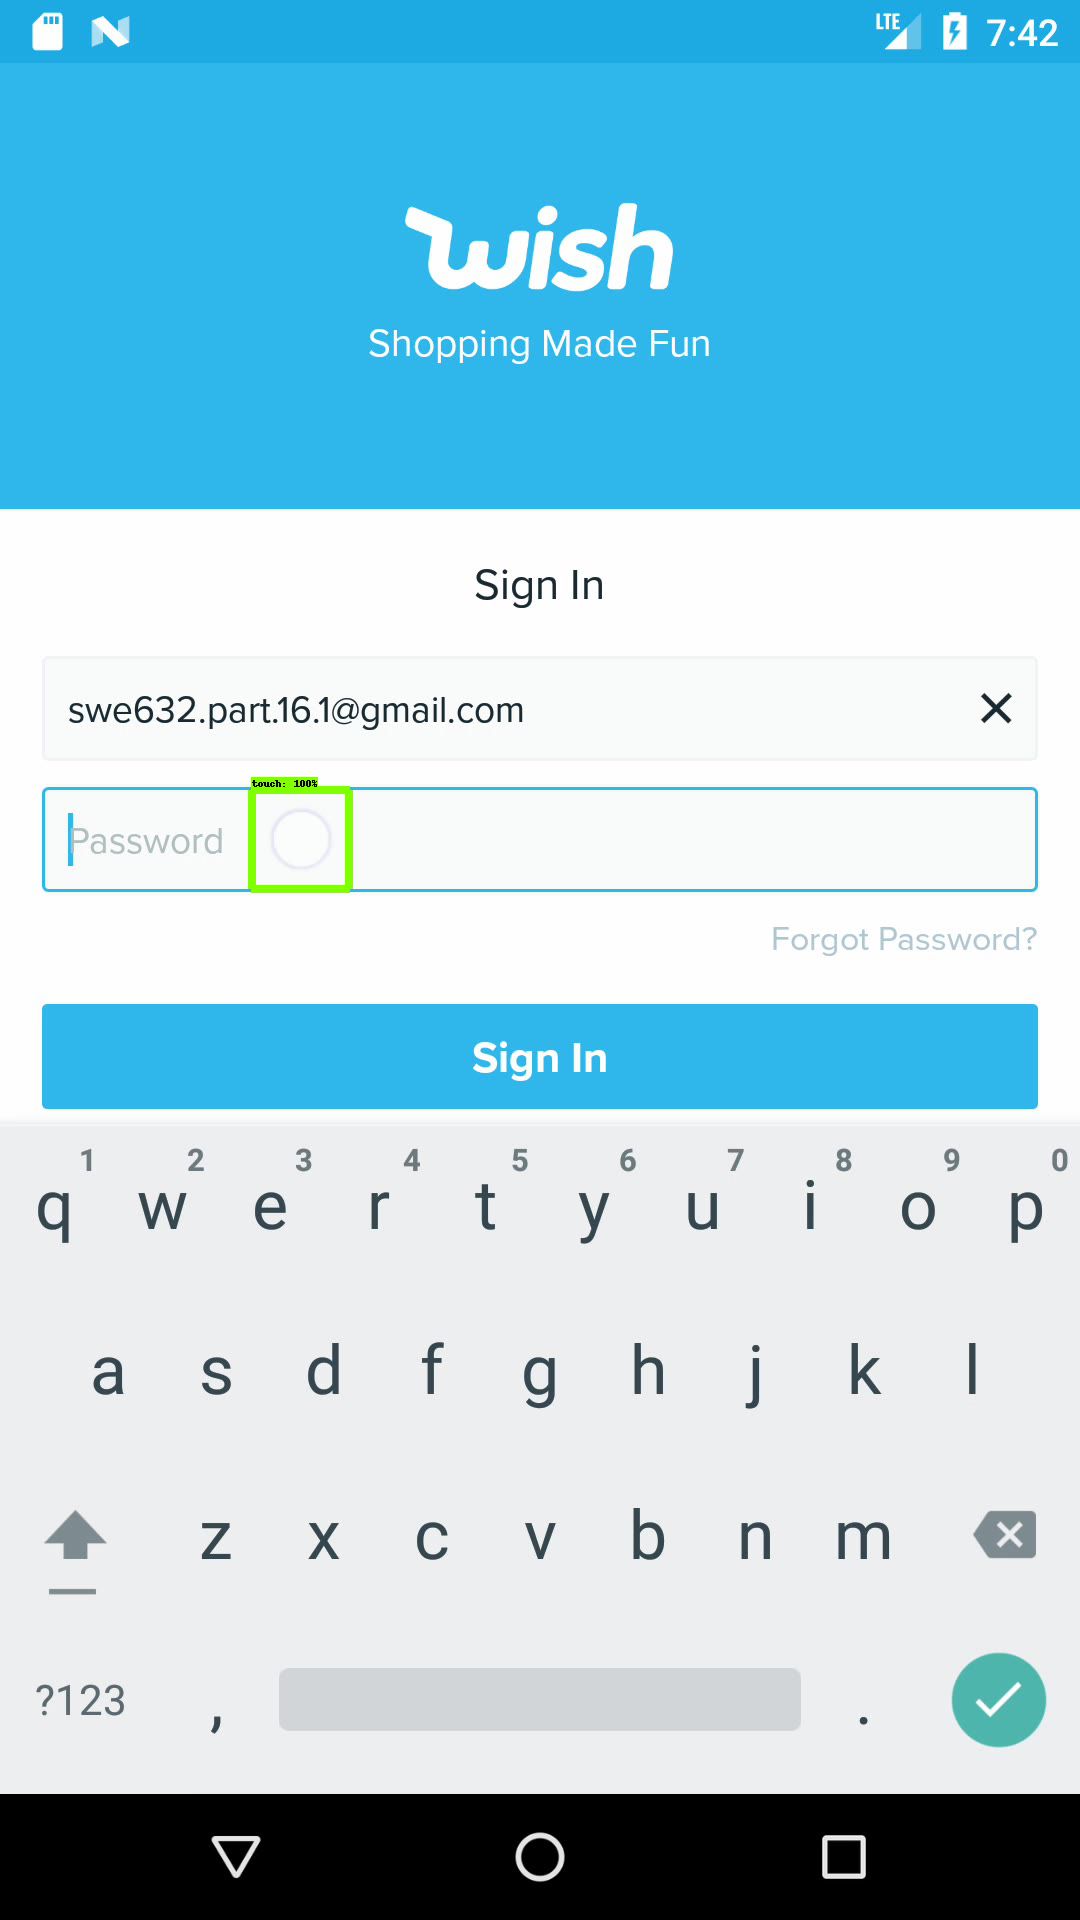 LTE 7:42
wish
Shopping Made Fun
Sign In
swe632.part.16.1@gmail.com
touch: 100%
Password
Forgot Password?
Sign In
1 2 3 4 5 6 7 8 9 0
q w e r t y u i o p
a s d f g h j k l
z x c v b n m
?123 , .